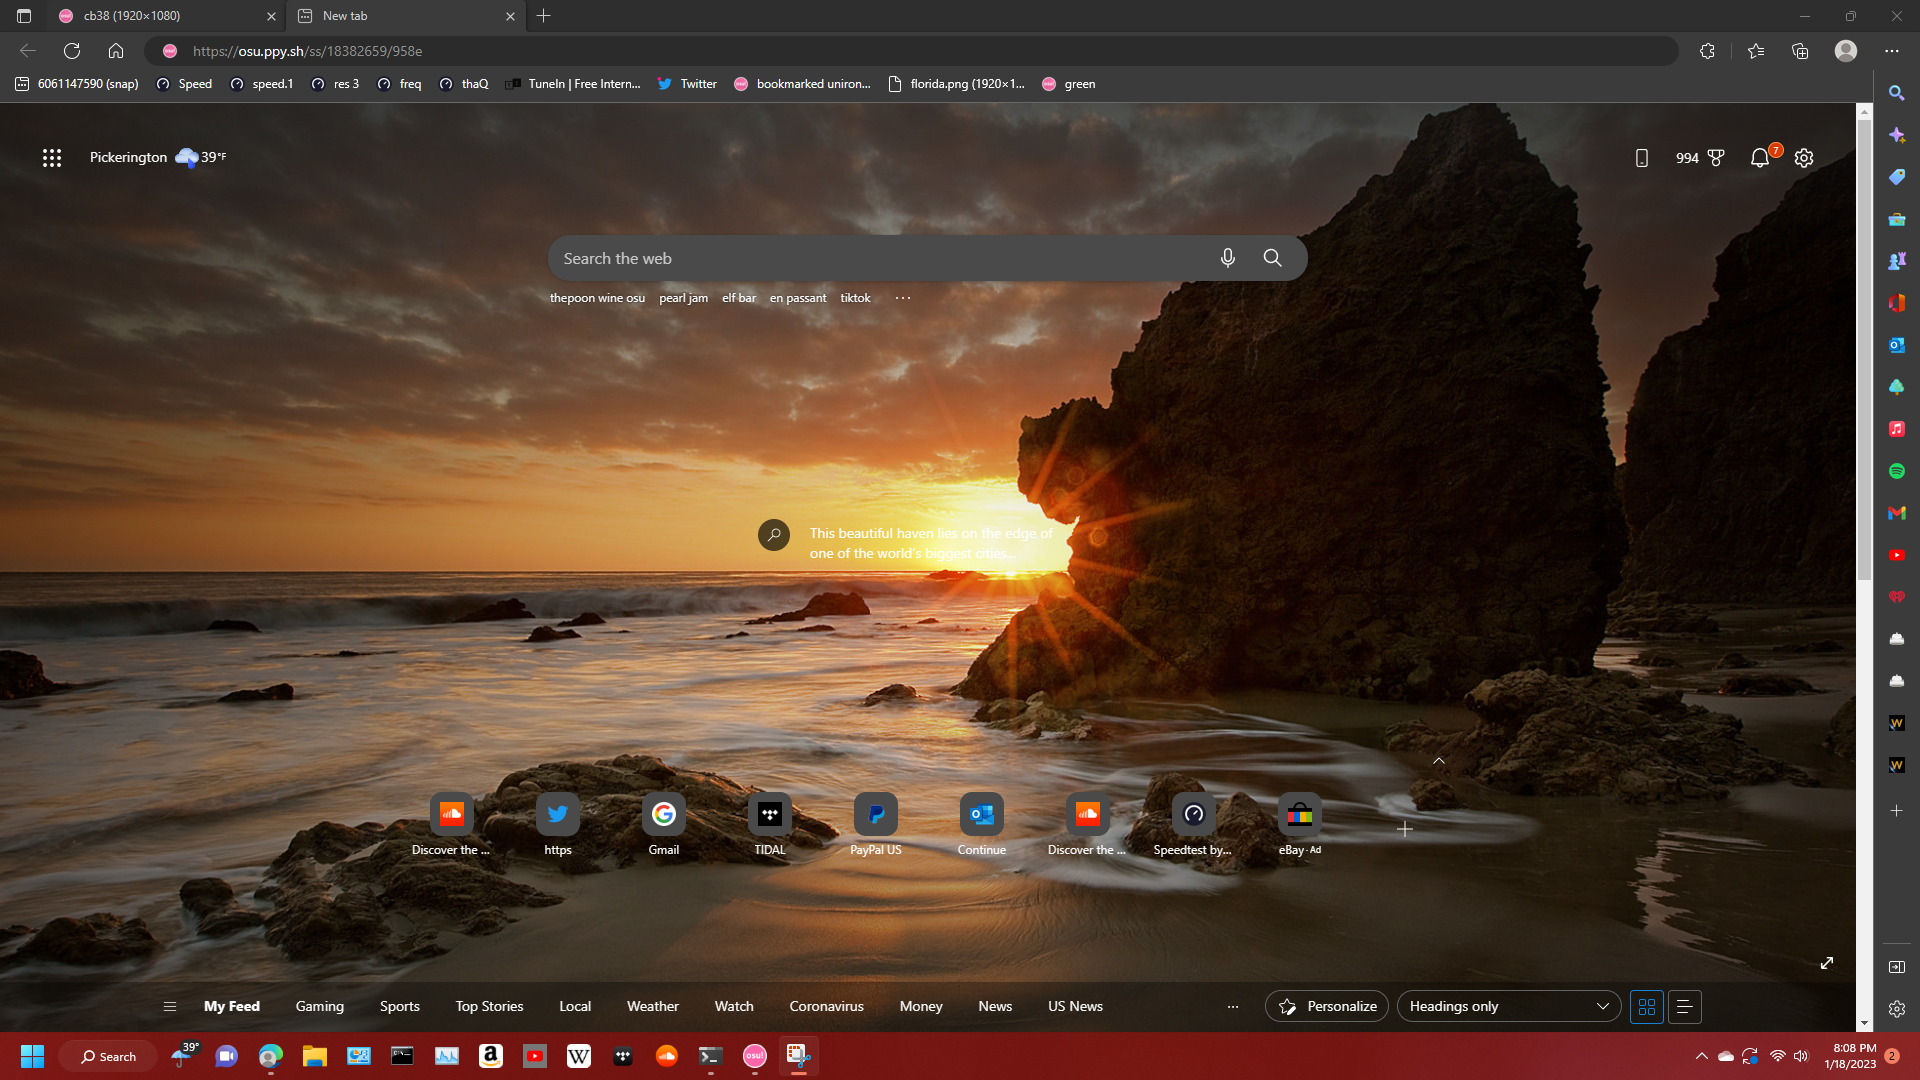 cb38 (1920×1080)
New tab
https://osu.ppy.sh/ss/18382659/958e
6061147590 (snap)
Speed
speed.1
res 3
freq
thaQ
TuneIn | Free Intern...
Twitter
bookmarked uniron...
florida.png (1920×1...
green
Pickerington
39°F
994
7
Search the web
thepoon wine osu
pearl jam
elf bar
en passant
tiktok
This beautiful haven lies on the edge of
one of the world's biggest cities...
Discover the ...
https
Gmail
TIDAL
PayPal US
Continue
Discover the ...
Speedtest by...
eBay · Ad
My Feed
Gaming
Sports
Top Stories
Local
Weather
Watch
Coronavirus
Money
News
US News
Personalize
Headings only
Search
39°
osu!
8:08 PM
1/18/2023
2